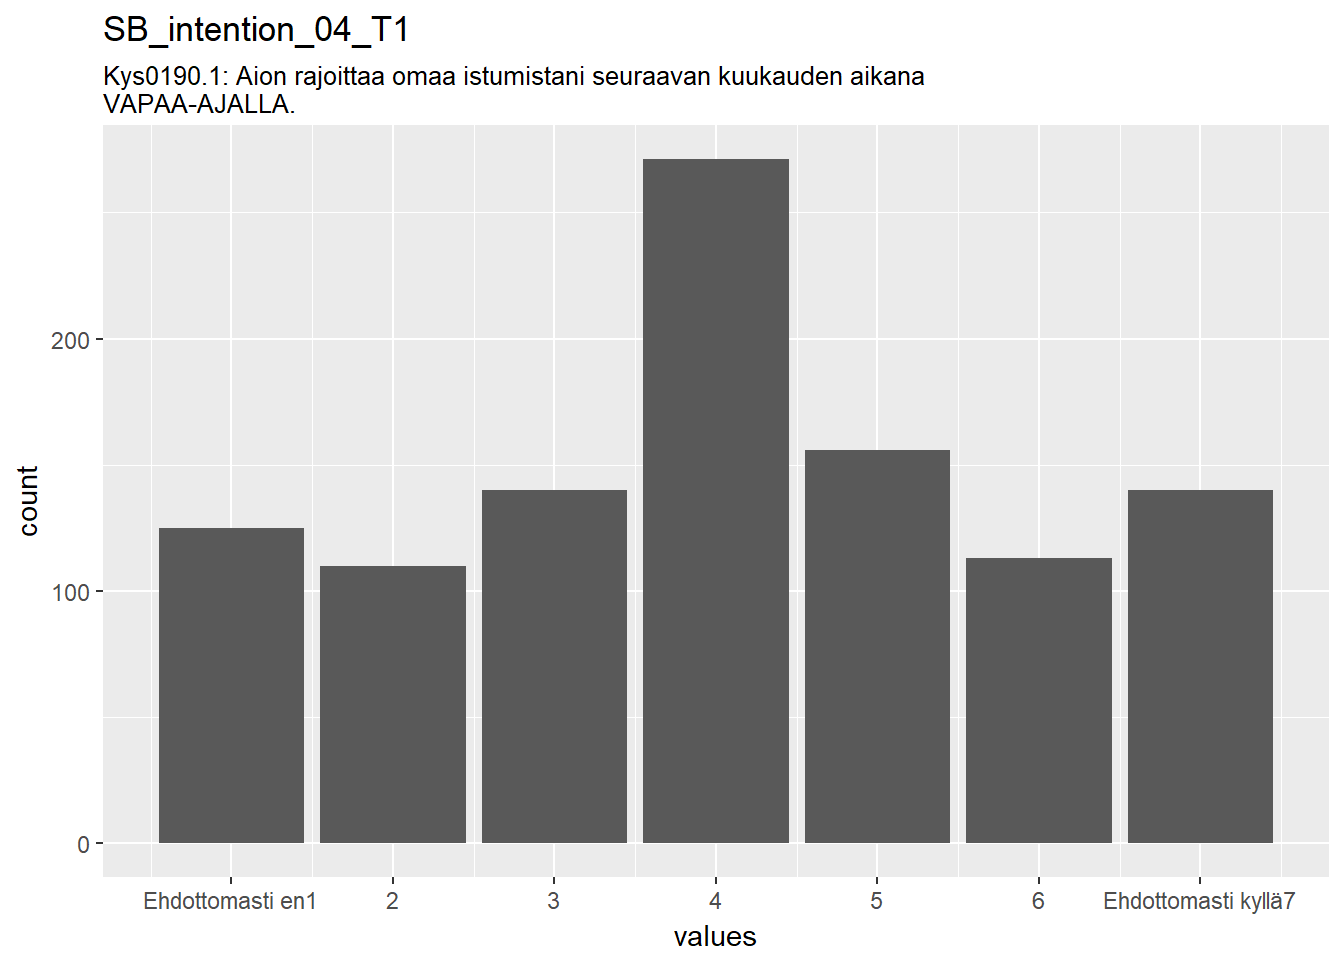 SB_intention_04_T1
Kys0190.1: Aion rajoittaa omaa istumistani seuraavan kuukauden aikana
VAPAA-AJALLA.
200
100
0
count
Ehdottomasti en1 2 3 4 5 6 Ehdottomasti kyllä7
values